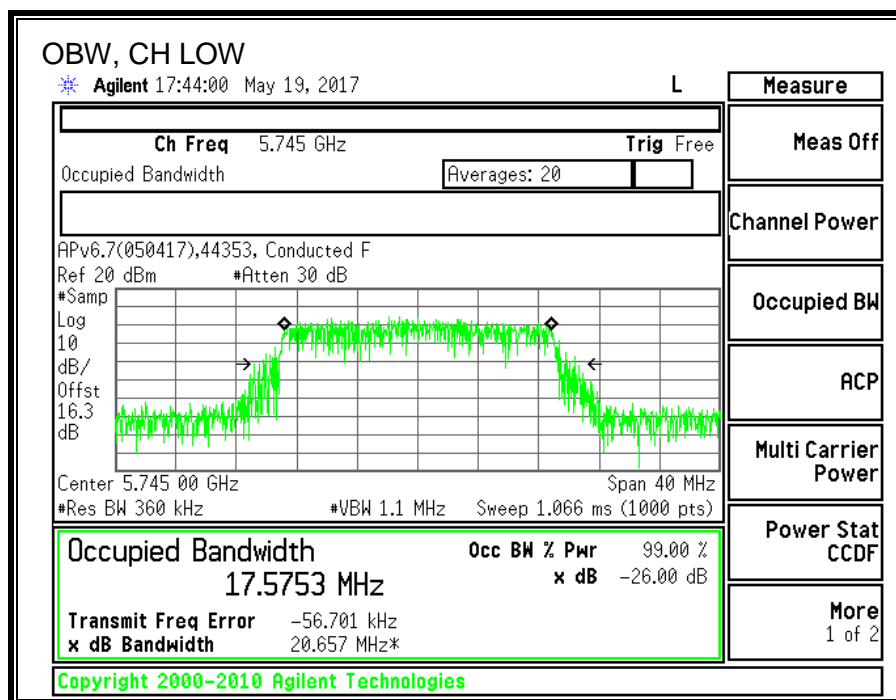 OBW, CH LOW
Agilent 17:44:00 May 19, 2017 L Measure
Ch Freq 5.745 GHz Trig Free Meas Off
Occupied Bandwidth Averages: 20
Channel Power
APv6.7(050417),44353, Conducted F
Ref 20 dBm #Atten 30 dB
#Samp
Log
10
dB/
Offst
16.3
dB
Occupied BW
ACP
Multi Carrier
Power
Center 5.745 00 GHz Span 40 MHz
#Res BW 360 kHz #VBW 1.1 MHz Sweep 1.066 ms (1000 pts)
Power Stat
CCDF
Occupied Bandwidth Occ BW % Pwr 99.00 %
17.5753 MHz x dB -26.00 dB
Transmit Freq Error -56.701 kHz
x dB Bandwidth 20.657 MHz*
More
1 of 2
Copyright 2000-2010 Agilent Technologies